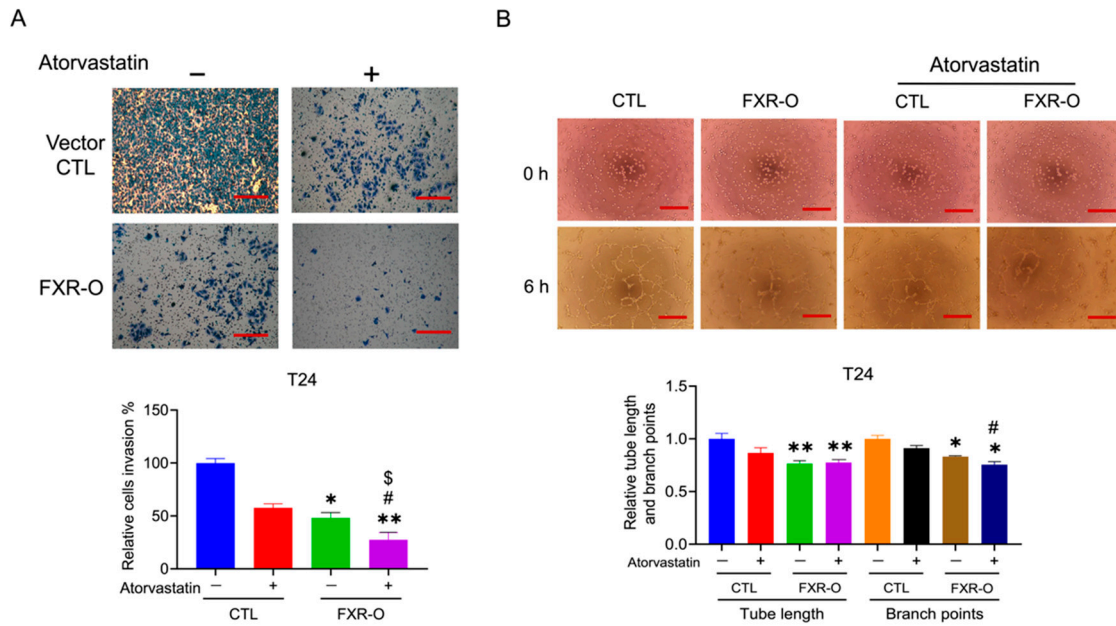 A
Atorvastatin
− +
Vector
CTL
FXR-O
T24
Relative cells invasion %
150
100
50
0
*
$
#
**
Atorvastatin − + − +
CTL FXR-O
B
Atorvastatin
CTL FXR-O CTL FXR-O
0 h
6 h
T24
Relative tube length
and branch points
1.5
1.0
0.5
0.0
** ** * #
*
Atorvastatin − + − + − + − +
CTL FXR-O CTL FXR-O
Tube length Branch points